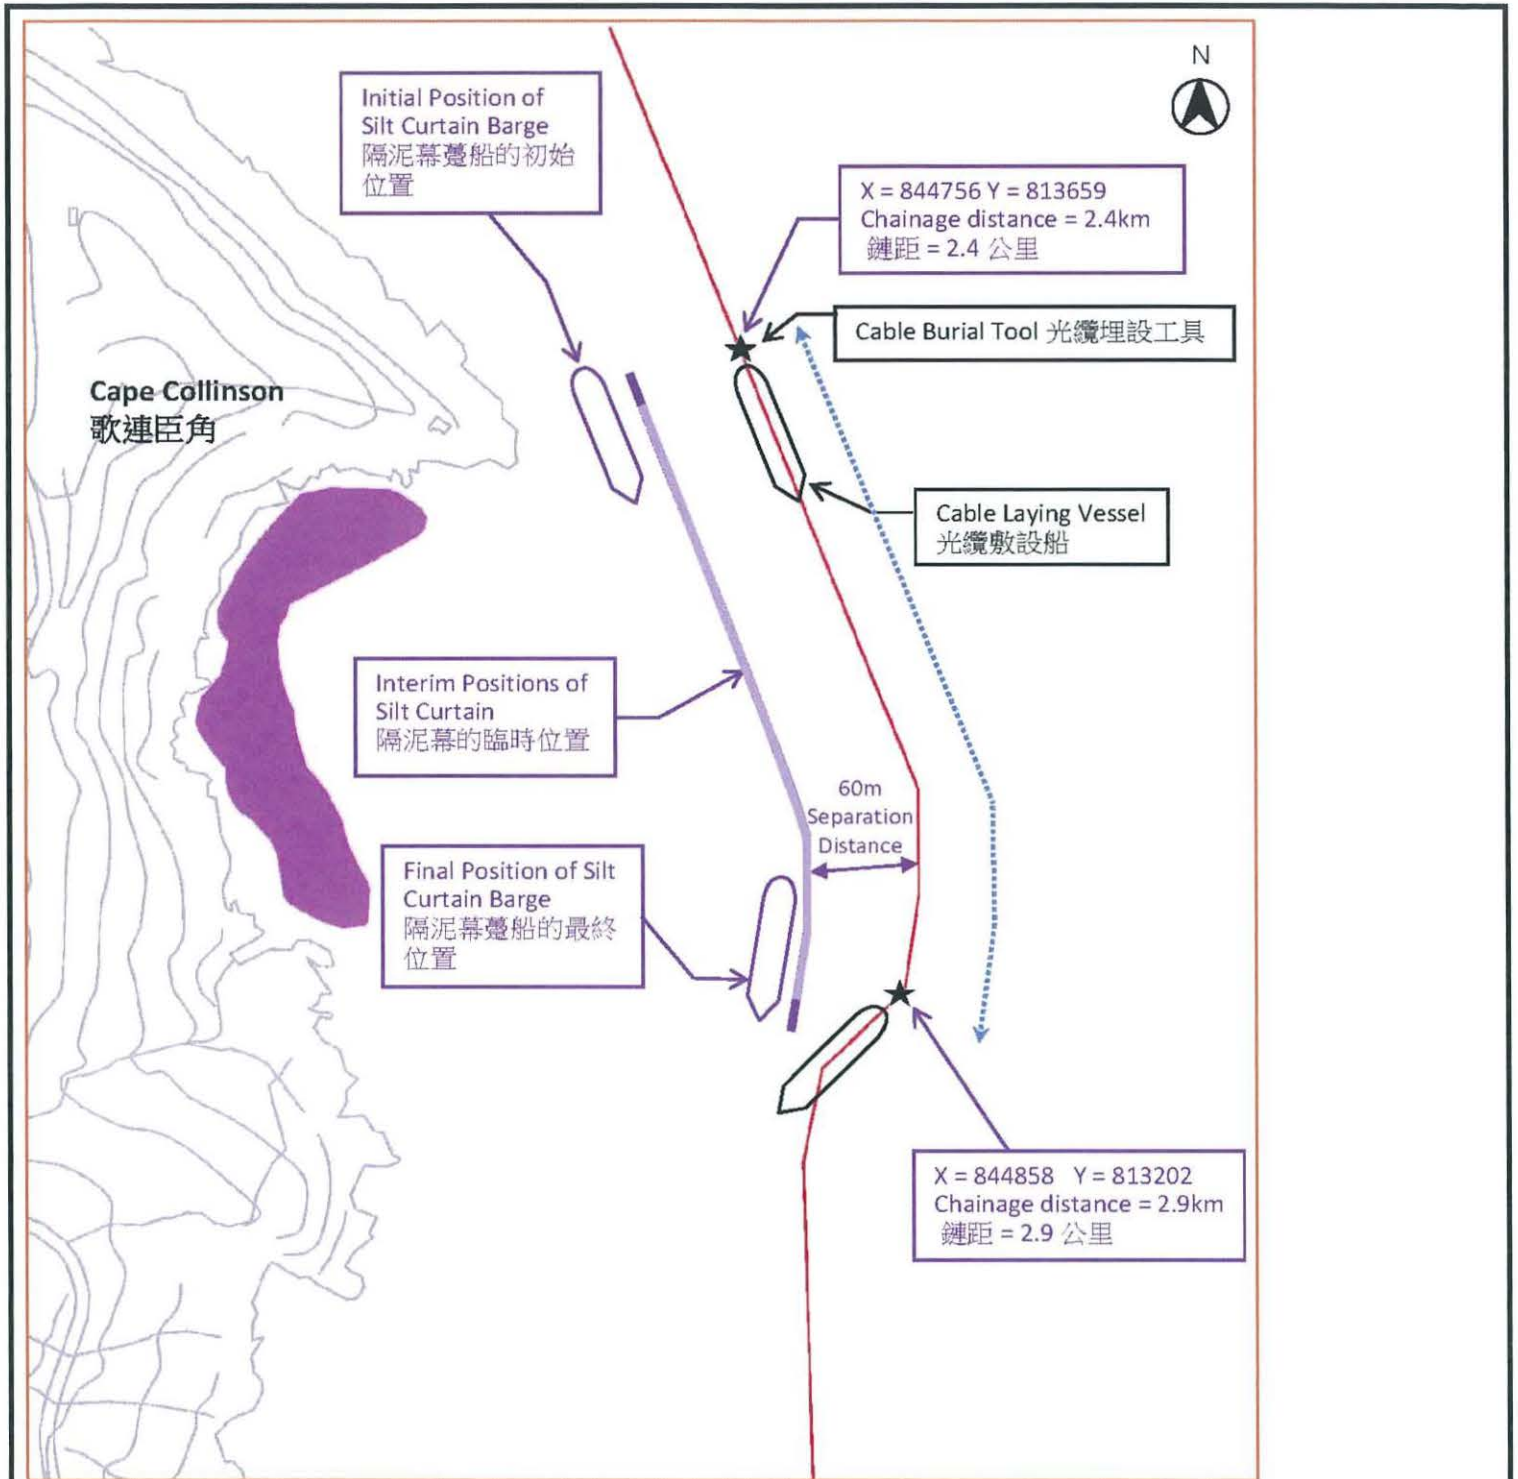 N
Initial Position of
Silt Curtain Barge
隔泥幕躉船的初始
位置
X = 844756 Y = 813659
Chainage distance = 2.4km
鏈距 = 2.4 公里
Cable Burial Tool 光纜埋設工具
Cape Collinson
歌連臣角
Cable Laying Vessel
光纜敷設船
Interim Positions of
Silt Curtain
隔泥幕的臨時位置
60m
Separation
Distance
Final Position of Silt
Curtain Barge
隔泥幕躉船的最終
位置
X = 844858 Y = 813202
Chainage distance = 2.9km
鏈距 = 2.9 公里